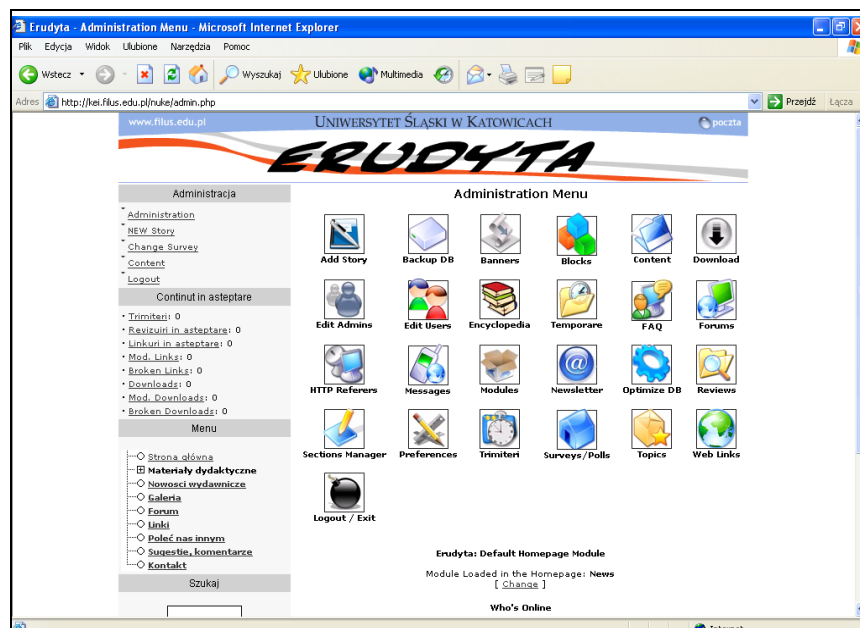 Erudyta - Administration Menu - Microsoft Internet Explorer
Plik Edycja Widok Ulubione Narzędzia Pomoc
Wstecz Wyszukaj Ulubione Multimedia
Adres http://kei.filus.edu.pl/nuke/admin.php Przejdź Łącza
www.filus.edu.pl UNIWERSYTET ŚLĄSKI W KATOWICACH poczta
ERUDYTA
Administracja
Administration
NEW Story
Change Survey
Content
Logout
Continut in asteptare
Trimiteri: 0
Revizuiri in asteptare: 0
Linkuri in asteptare: 0
Mod. Links: 0
Broken Links: 0
Downloads: 0
Mod. Downloads: 0
Broken Downloads: 0
Menu
Strona główna
Materiały dydaktyczne
Nowosci wydawnicze
Galeria
Forum
Linki
Poleć nas innym
Sugestie, komentarze
Kontakt
Szukaj
Administration Menu
Add Story Backup DB Banners Blocks Content Download
Edit Admins Edit Users Encyclopedia Temporare FAQ Forums
HTTP Referers Messages Modules Newsletter Optimize DB Reviews
Sections Manager Preferences Trimiteri Surveys/Polls Topics Web Links
Logout / Exit
Erudyta: Default Homepage Module
Module Loaded in the Homepage: News
[ Change ]
Who's Online